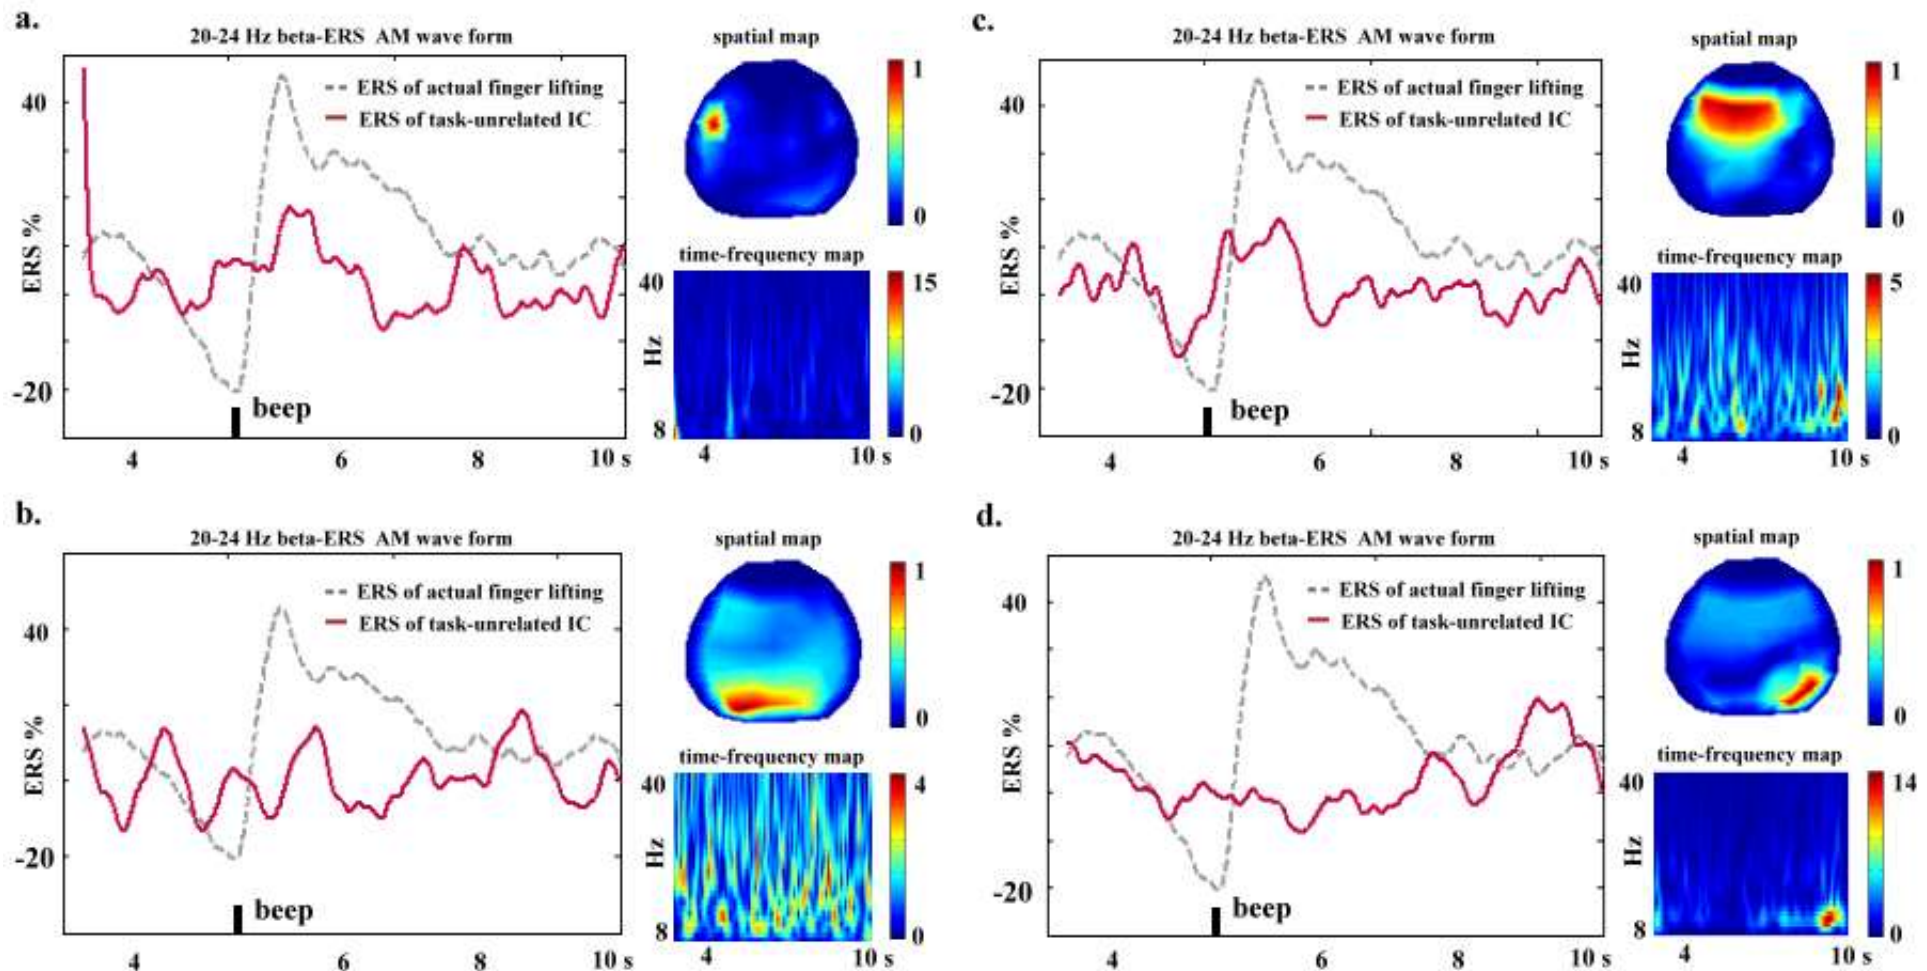 a.
20-24 Hz beta-ERS AM wave form
ERS of actual finger lifting
ERS of task-unrelated IC
40
ERS %
-20
beep
4 6 8 10 s
spatial map
1
0
time-frequency map
40
Hz
8
4 10 s
15
0
c.
20-24 Hz beta-ERS AM wave form
ERS of actual finger lifting
ERS of task-unrelated IC
40
ERS %
-20
beep
4 6 8 10 s
spatial map
1
0
time-frequency map
40
Hz
8
4 10 s
5
0
b.
20-24 Hz beta-ERS AM wave form
ERS of actual finger lifting
ERS of task-unrelated IC
40
ERS %
-20
beep
4 6 8 10 s
spatial map
1
0
time-frequency map
40
Hz
8
4 10 s
4
0
d.
20-24 Hz beta-ERS AM wave form
ERS of actual finger lifting
ERS of task-unrelated IC
40
ERS %
-20
beep
4 6 8 10 s
spatial map
1
0
time-frequency map
40
Hz
8
4 10 s
14
0